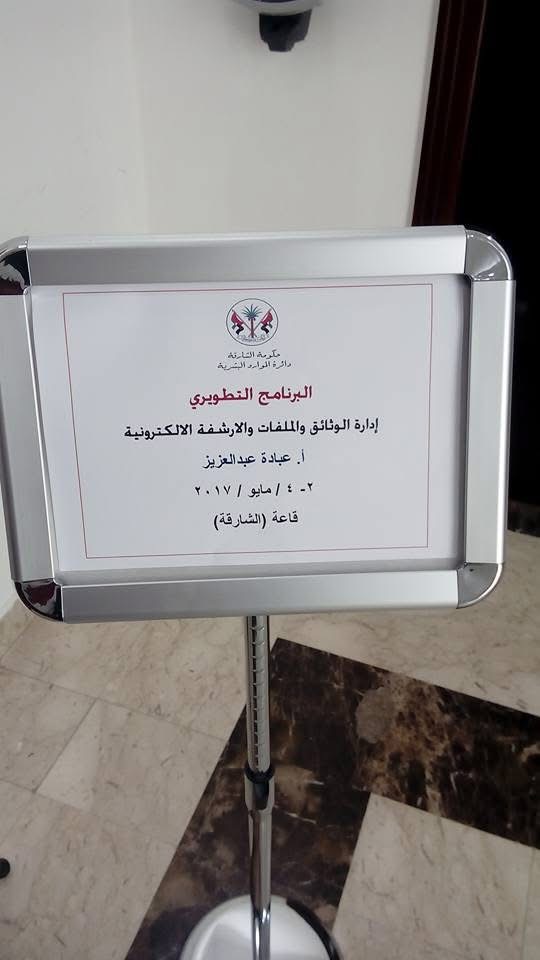 حكومة الشارقة
دائرة الموارد البشرية
البرنامج التطويري
إدارة الوثائق والملفات والارشفة الالكترونية
أ. عبادة عبدالعزيز
٢- ٤ / مايو / ٢٠١٧
قاعة (الشارقة)